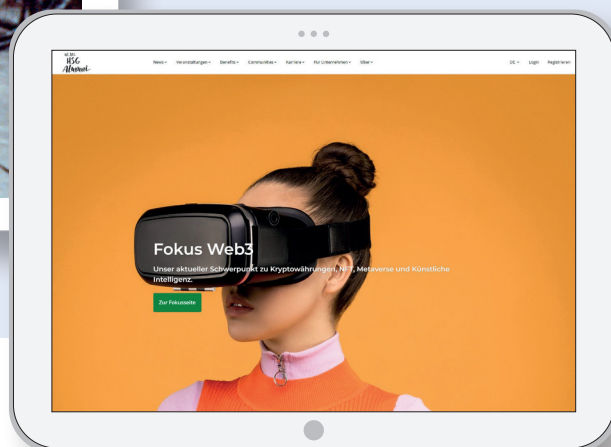 HSG
Alumni
News
Veranstaltungen
Benefits
Communities
Karriere
Für Unternehmen
Über
DE
Login
Registrieren
Fokus Web3
Unser aktueller Schwerpunkt zu Kryptowährungen, NFT, Metaverse und Künstliche
Intelligenz.
Zur Fokusseite